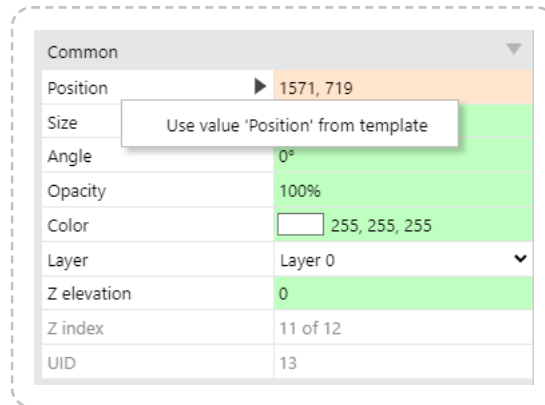 Common
Position 1571, 719
Use value 'Position' from template
Size
Angle 0°
Opacity 100%
Color 255, 255, 255
Layer Layer 0
Z elevation 0
Z index 11 of 12
UID 13